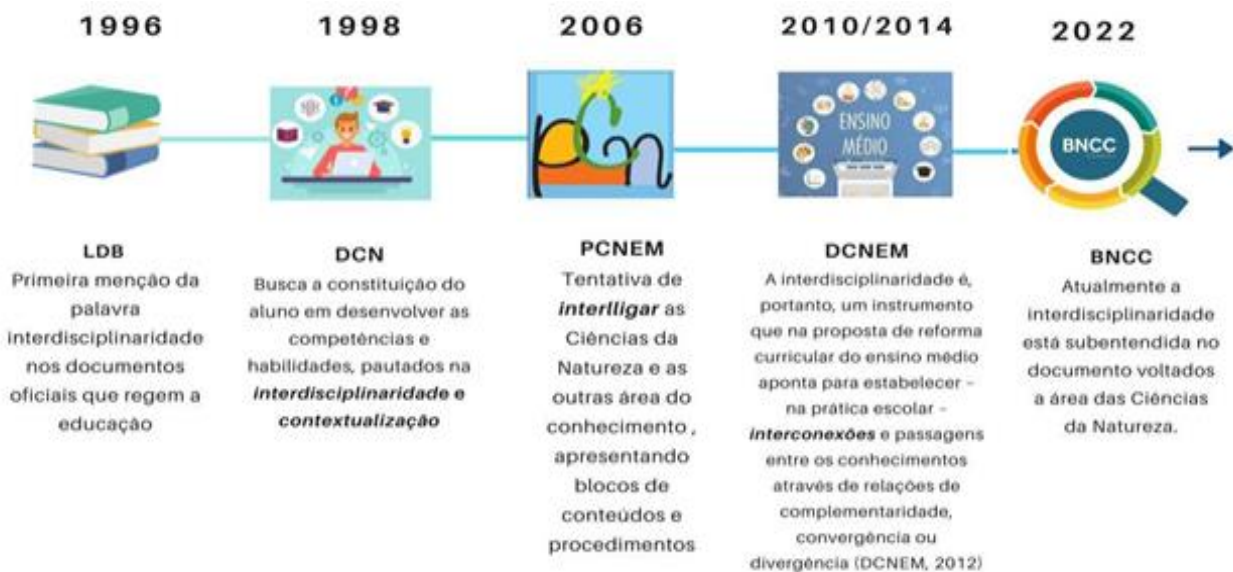 1996
LDB
Primeira menção da
palavra
interdisciplinaridade
nos documentos
oficiais que regem a
educação
1998
DCN
Busca a constituição do
aluno em desenvolver as
competências e
habilidades, pautados na
interdisciplinaridade e
contextualização
2006
pcn
PCNEM
Tentativa de
interlligar as
Ciências da
Natureza e as
outras área do
conhecimento ,
apresentando
blocos de
conteúdos e
procedimentos
2010/2014
ENSINO
MÉDIO
DCNEM
A interdisciplinaridade é,
portanto, um instrumento
que na proposta de reforma
curricular do ensino médio
aponta para estabelecer –
na prática escolar –
interconexões e passagens
entre os conhecimentos
através de relações de
complementaridade,
convergência ou
divergência (DCNEM, 2012)
2022
BNCC
BNCC
Atualmente a
interdisciplinaridade
está subentendida no
documento voltados
a área das Ciências
da Natureza.